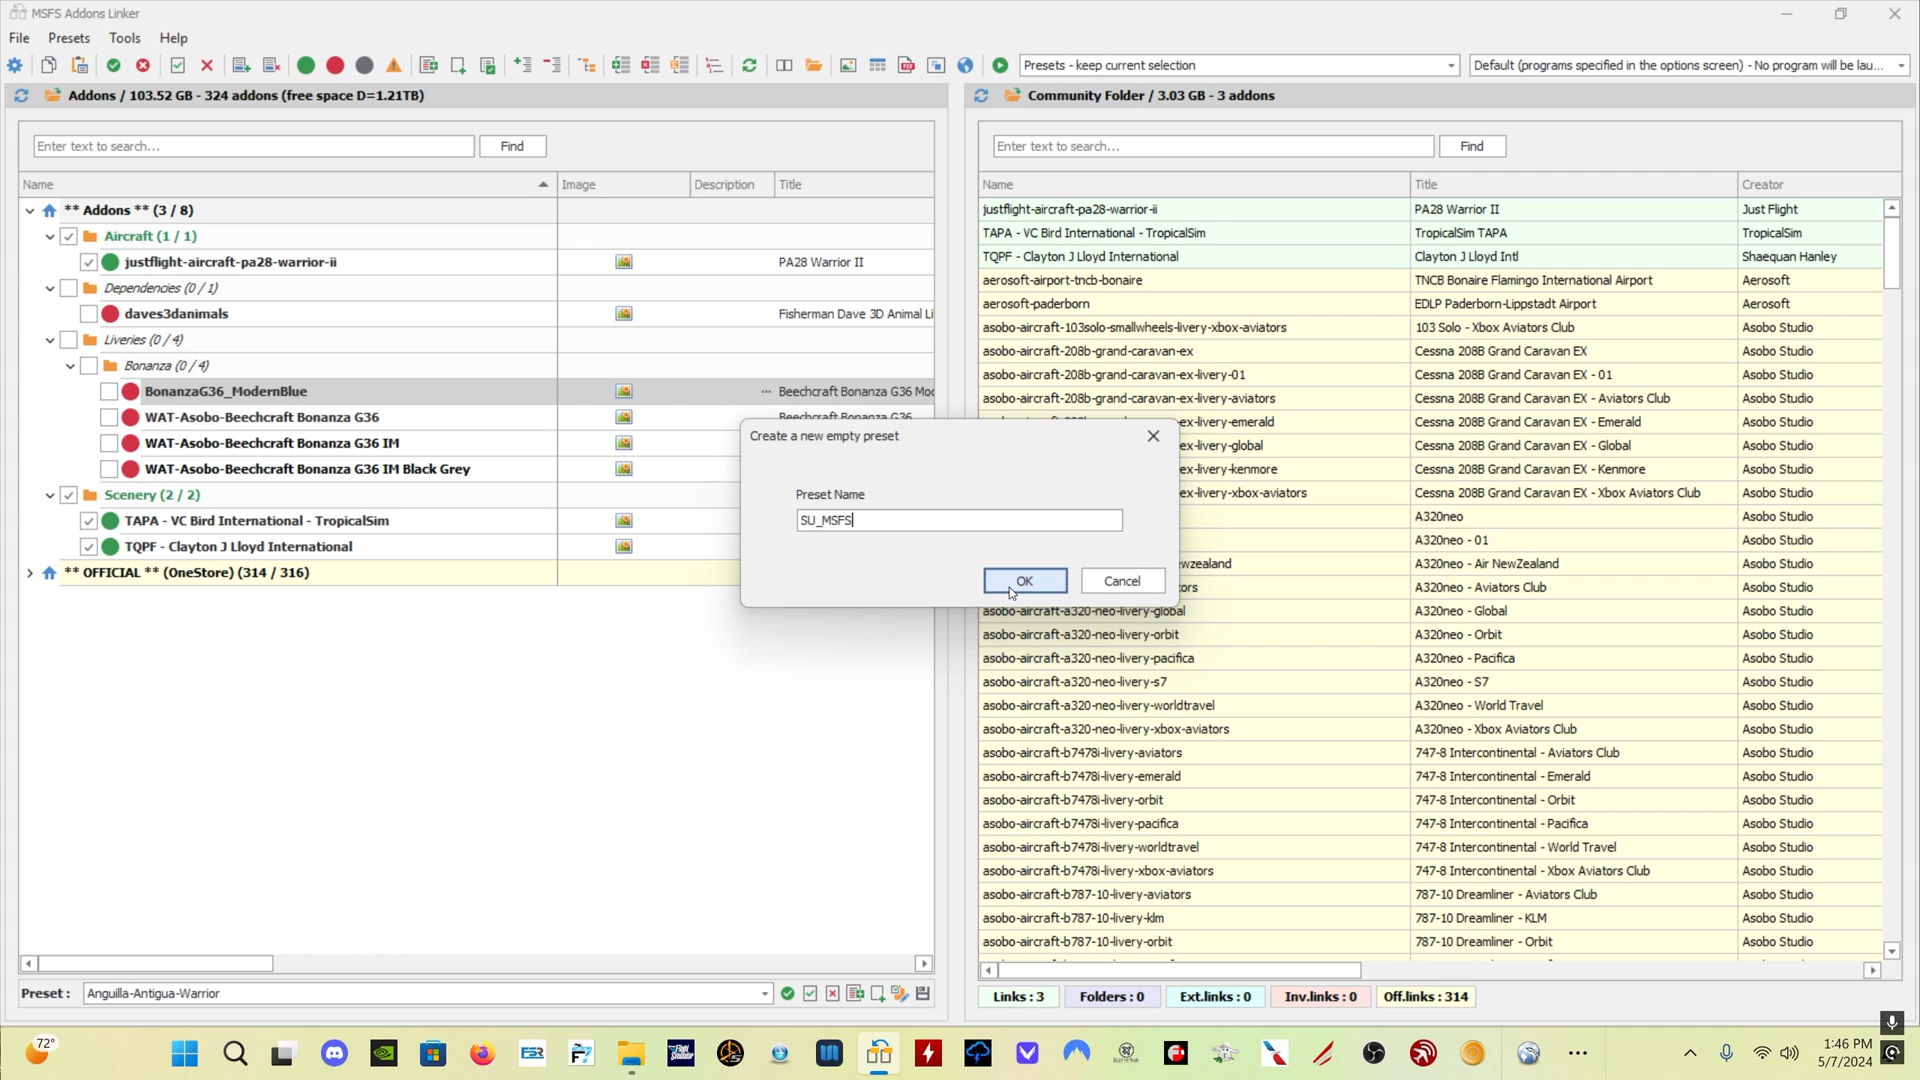 MSFS Addons Linker
File Presets Tools Help
Presets - keep current selection
Default (programs specified in the options screen) - No program will be lau...
Addons / 103.52 GB - 324 addons (free space D=1.21TB)
Community Folder / 3.03 GB - 3 addons
Enter text to search... Find
Enter text to search... Find
Name Image Description Title
Name Title Creator
** Addons ** (3 / 8)
Aircraft (1 / 1)
justflight-aircraft-pa28-warrior-ii PA28 Warrior II
Dependencies (0 / 1)
daves3danimals Fisherman Dave 3D Animal Li
Liveries (0 / 4)
Bonanza (0 / 4)
BonanzaG36_ModernBlue ... Beechcraft Bonanza G36 Mod
WAT-Asobo-Beechcraft Bonanza G36 Beechcraft Bonanza G36
WAT-Asobo-Beechcraft Bonanza G36 IM
WAT-Asobo-Beechcraft Bonanza G36 IM Black Grey
Scenery (2 / 2)
TAPA - VC Bird International - TropicalSim
TQPF - Clayton J Lloyd International
** OFFICIAL ** (OneStore) (314 / 316)
Create a new empty preset
Preset Name
SU_MSFS
OK Cancel
justflight-aircraft-pa28-warrior-ii PA28 Warrior II Just Flight
TAPA - VC Bird International - TropicalSim TropicalSim TAPA TropicalSim
TQPF - Clayton J Lloyd International Clayton J Lloyd Intl Shaequan Hanley
aerosoft-airport-tncb-bonaire TNCB Bonaire Flamingo International Airport Aerosoft
aerosoft-paderborn EDLP Paderborn-Lippstadt Airport Aerosoft
asobo-aircraft-103solo-smallwheels-livery-xbox-aviators 103 Solo - Xbox Aviators Club Asobo Studio
asobo-aircraft-208b-grand-caravan-ex Cessna 208B Grand Caravan EX Asobo Studio
asobo-aircraft-208b-grand-caravan-ex-livery-01 Cessna 208B Grand Caravan EX - 01 Asobo Studio
asobo-aircraft-208b-grand-caravan-ex-livery-aviators Cessna 208B Grand Caravan EX - Aviators Club Asobo Studio
ex-livery-emerald Cessna 208B Grand Caravan EX - Emerald Asobo Studio
ex-livery-global Cessna 208B Grand Caravan EX - Global Asobo Studio
ex-livery-kenmore Cessna 208B Grand Caravan EX - Kenmore Asobo Studio
ex-livery-xbox-aviators Cessna 208B Grand Caravan EX - Xbox Aviators Club Asobo Studio
A320neo Asobo Studio
A320neo - 01 Asobo Studio
wzealand A320neo - Air NewZealand Asobo Studio
ors A320neo - Aviators Club Asobo Studio
asobo-aircraft-a320-neo-livery-global A320neo - Global Asobo Studio
asobo-aircraft-a320-neo-livery-orbit A320neo - Orbit Asobo Studio
asobo-aircraft-a320-neo-livery-pacifica A320neo - Pacifica Asobo Studio
asobo-aircraft-a320-neo-livery-s7 A320neo - S7 Asobo Studio
asobo-aircraft-a320-neo-livery-worldtravel A320neo - World Travel Asobo Studio
asobo-aircraft-a320-neo-livery-xbox-aviators A320neo - Xbox Aviators Club Asobo Studio
asobo-aircraft-b7478i-livery-aviators 747-8 Intercontinental - Aviators Club Asobo Studio
asobo-aircraft-b7478i-livery-emerald 747-8 Intercontinental - Emerald Asobo Studio
asobo-aircraft-b7478i-livery-orbit 747-8 Intercontinental - Orbit Asobo Studio
asobo-aircraft-b7478i-livery-pacifica 747-8 Intercontinental - Pacifica Asobo Studio
asobo-aircraft-b7478i-livery-worldtravel 747-8 Intercontinental - World Travel Asobo Studio
asobo-aircraft-b7478i-livery-xbox-aviators 747-8 Intercontinental - Xbox Aviators Club Asobo Studio
asobo-aircraft-b787-10-livery-aviators 787-10 Dreamliner - Aviators Club Asobo Studio
asobo-aircraft-b787-10-livery-klm 787-10 Dreamliner - KLM Asobo Studio
asobo-aircraft-b787-10-livery-orbit 787-10 Dreamliner - Orbit Asobo Studio
Preset : Anguilla-Antigua-Warrior
Links : 3 Folders : 0 Ext.links : 0 Inv.links : 0 Off.links : 314
72°
FSR
1:46 PM
5/7/2024